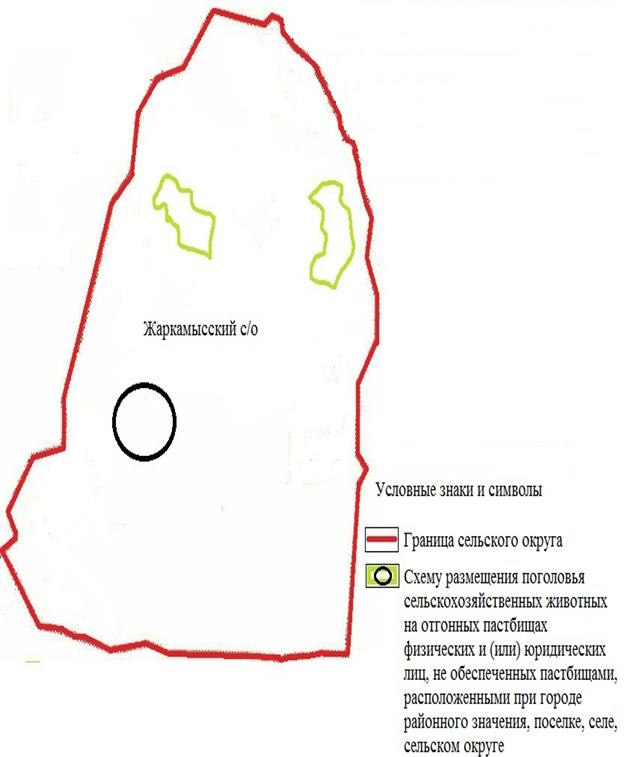 Жаркамысский с/о
Условные знаки и символы
Граница сельского округа
Схему размещения поголовья
сельскохозяйственных животных
на отгонных пастбищах
физических и (или) юридических
лиц, не обеспеченных пастбищами,
расположенными при городе
районного значения, поселке, селе,
сельском округе